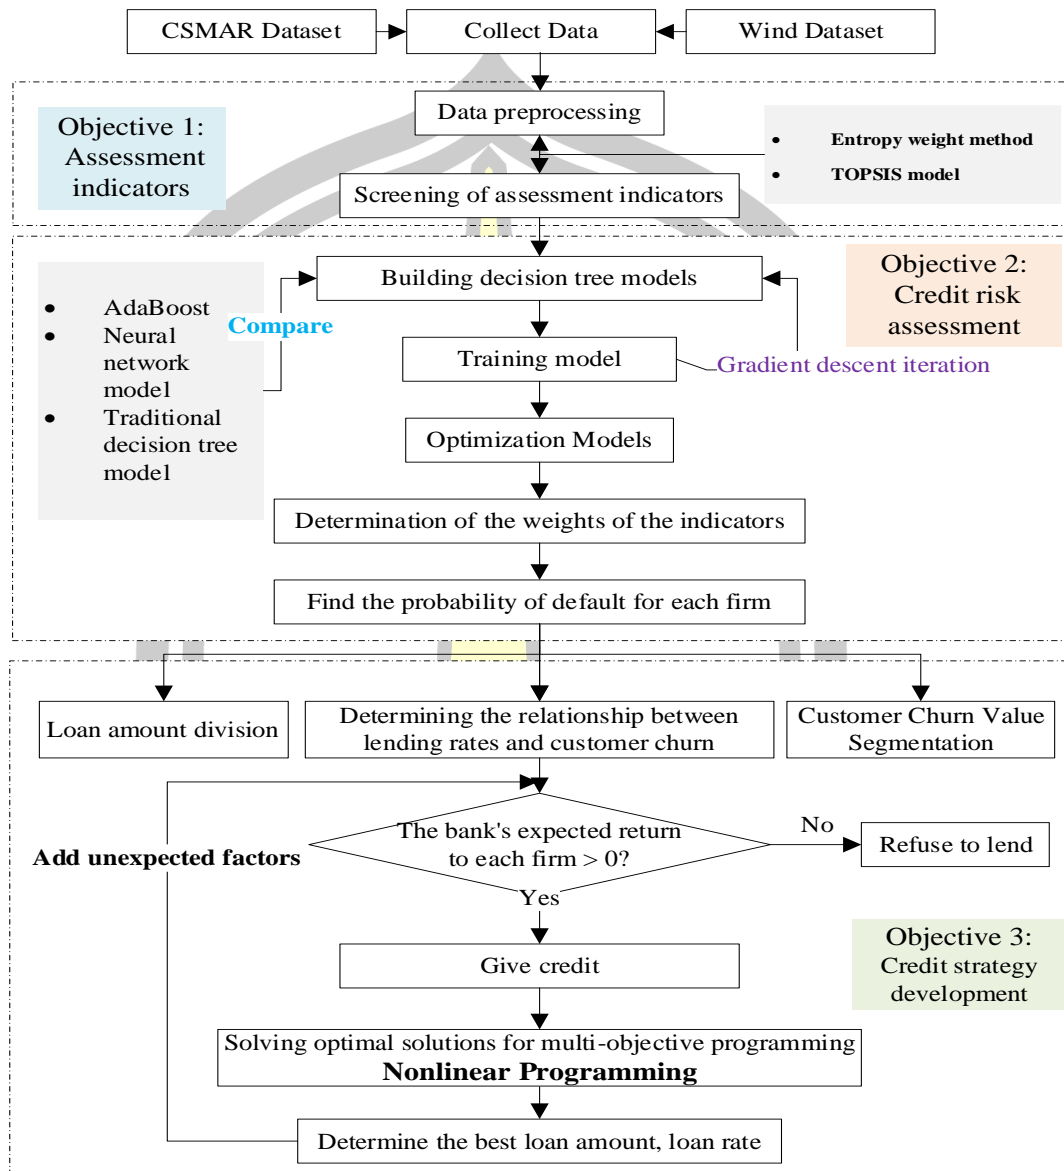 CSMAR Dataset
Collect Data
Wind Dataset
Data preprocessing
Objective 1:
Assessment
indicators
• Entropy weight method
• TOPSIS model
Screening of assessment indicators
Building decision tree models
Objective 2:
Credit risk
assessment
• AdaBoost
• Neural
network
model
• Traditional
decision tree
model
Compare
Training model
Gradient descent iteration
Optimization Models
Determination of the weights of the indicators
Find the probability of default for each firm
Loan amount division
Determining the relationship between
lending rates and customer churn
Customer Churn Value
Segmentation
The bank's expected return
to each firm > 0?
No
Refuse to lend
Add unexpected factors
Yes
Give credit
Objective 3:
Credit strategy
development
Solving optimal solutions for multi-objective programming
Nonlinear Programming
Determine the best loan amount, loan rate